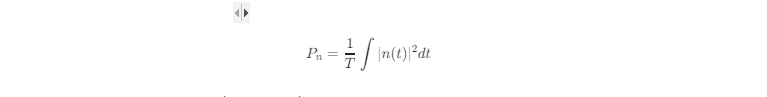 P_n = \frac{1}{T} \int |n(t)|^2 dt